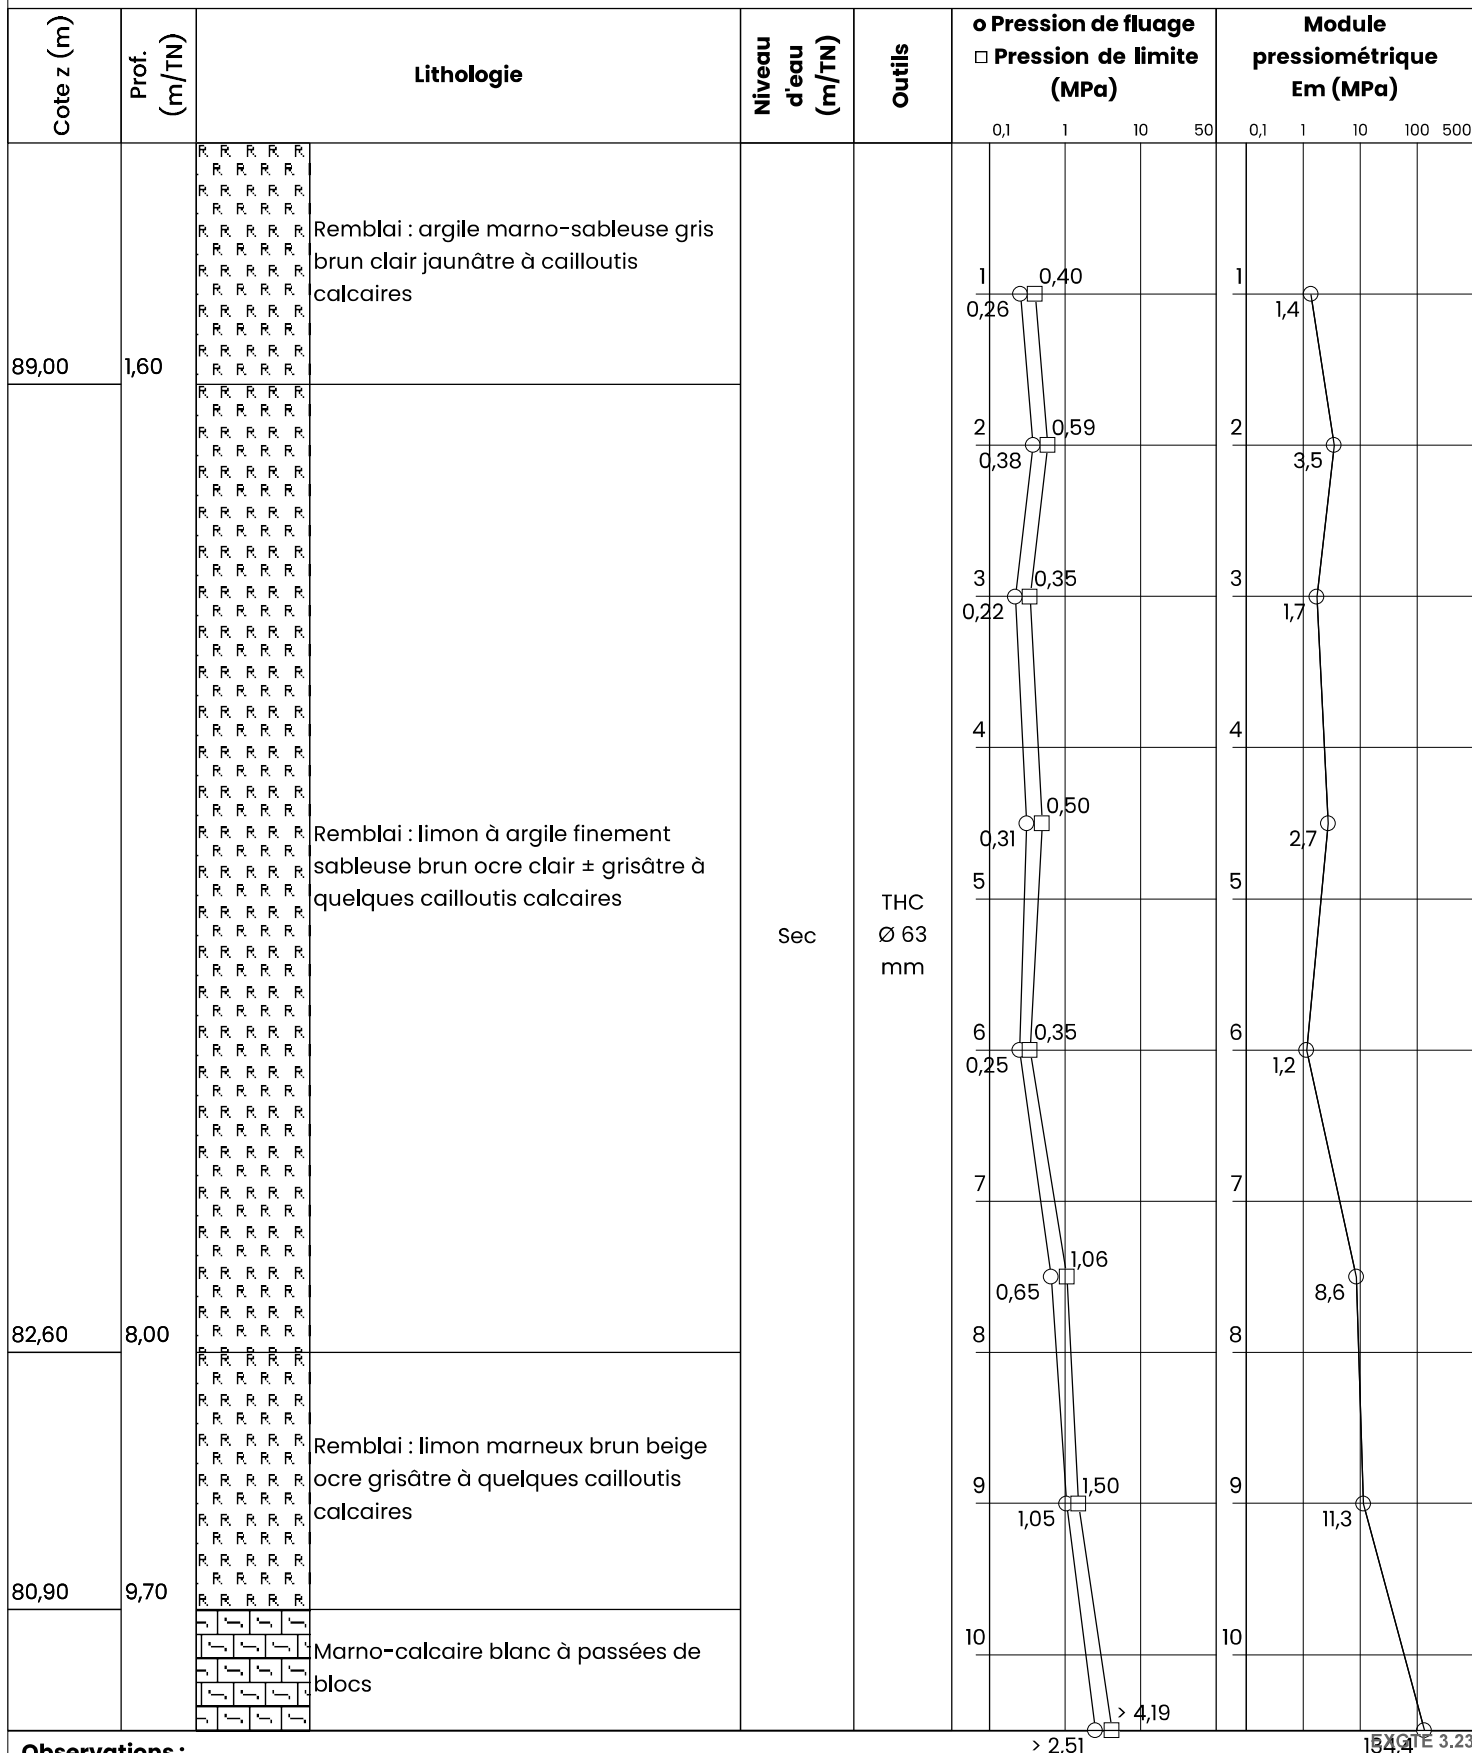 Cote z (m)
Prof. (m/TN)
Lithologie
Niveau d'eau (m/TN)
Outils
o Pression de fluage
□ Pression de limite
(MPa)
0,1 1 10 50
Module
pressiométrique
Em (MPa)
0,1 1 10 100 500
Remblai : argile marno-sableuse gris
brun clair jaunâtre à cailloutis
calcaires
89,00 1,60
Remblai : limon à argile finement
sableuse brun ocre clair ± grisâtre à
quelques cailloutis calcaires
82,60 8,00
Remblai : limon marneux brun beige
ocre grisâtre à quelques cailloutis
calcaires
80,90 9,70
Marno-calcaire blanc à passées de
blocs
Sec
THC
Ø 63
mm
1 0,40
0,26
2 0,59
0,38
3 0,35
0,22
4
0,50
0,31
5
6 0,35
0,25
7
1,06
0,65
8
9 1,50
1,05
10
> 4,19
> 2,51
1
1,4
2
3,5
3
1,7
4
2,7
5
6
1,2
7
8,6
8
9
11,3
10
134,4
EXGTE 3.23
Observations :